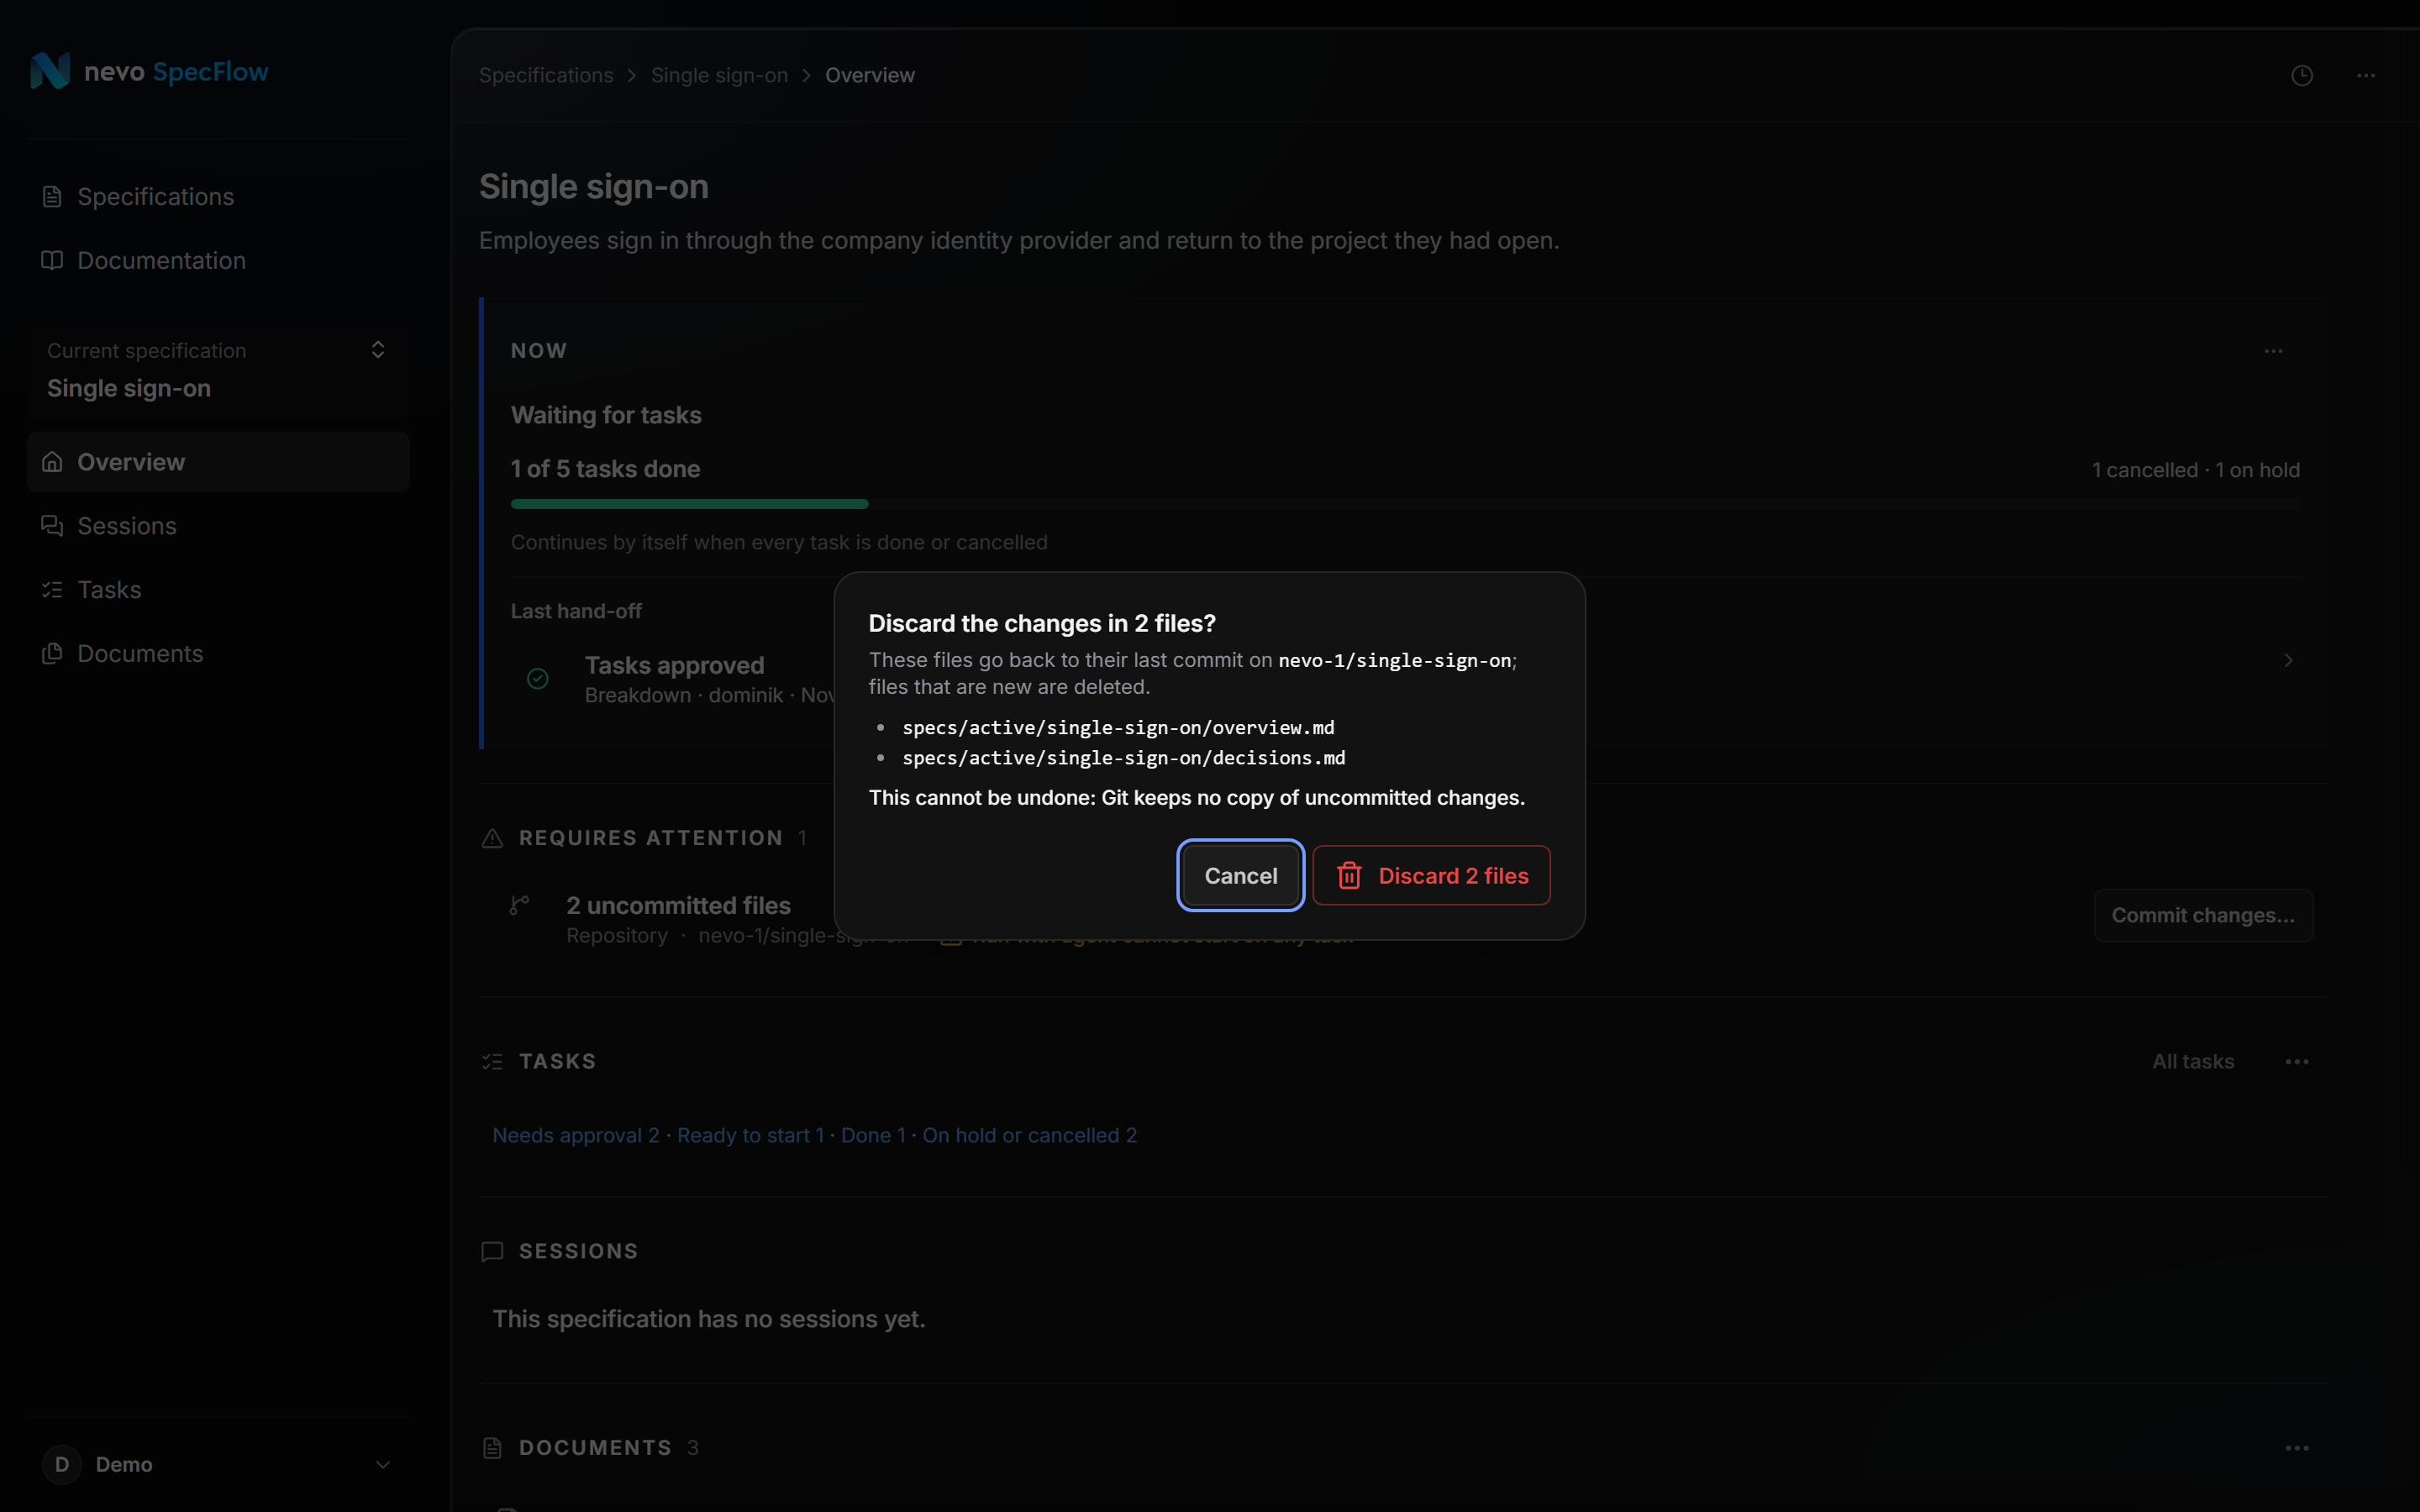 nevo SpecFlow
Specifications
Documentation
Current specification
Single sign-on
Overview
Sessions
Tasks
Documents
D Demo
Specifications > Single sign-on > Overview
Single sign-on
Employees sign in through the company identity provider and return to the project they had open.
NOW
Waiting for tasks
1 of 5 tasks done
1 cancelled · 1 on hold
Continues by itself when every task is done or cancelled
Last hand-off
Tasks approved
Breakdown · dominik · Nov
Discard the changes in 2 files?
These files go back to their last commit on nevo-1/single-sign-on;
files that are new are deleted.
• specs/active/single-sign-on/overview.md
• specs/active/single-sign-on/decisions.md
This cannot be undone: Git keeps no copy of uncommitted changes.
Cancel
Discard 2 files
REQUIRES ATTENTION 1
2 uncommitted files
Repository · nevo-1/single-sign-on
Commit changes...
TASKS
All tasks
Needs approval 2 · Ready to start 1 · Done 1 · On hold or cancelled 2
SESSIONS
This specification has no sessions yet.
DOCUMENTS 3